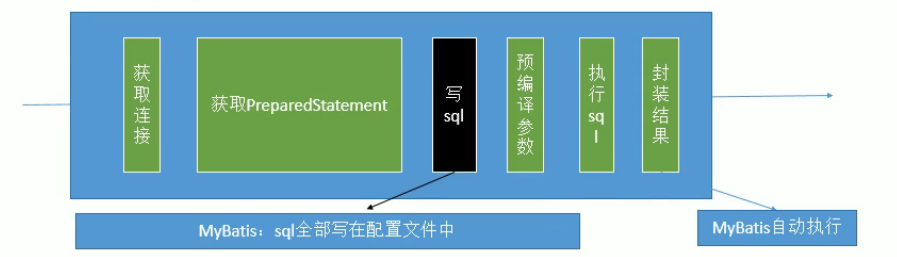 获取连接
获取PreparedStatement
写
sql
预编译参数
执行
sq
l
封装结果
MyBatis：sql全部写在配置文件中
MyBatis自动执行